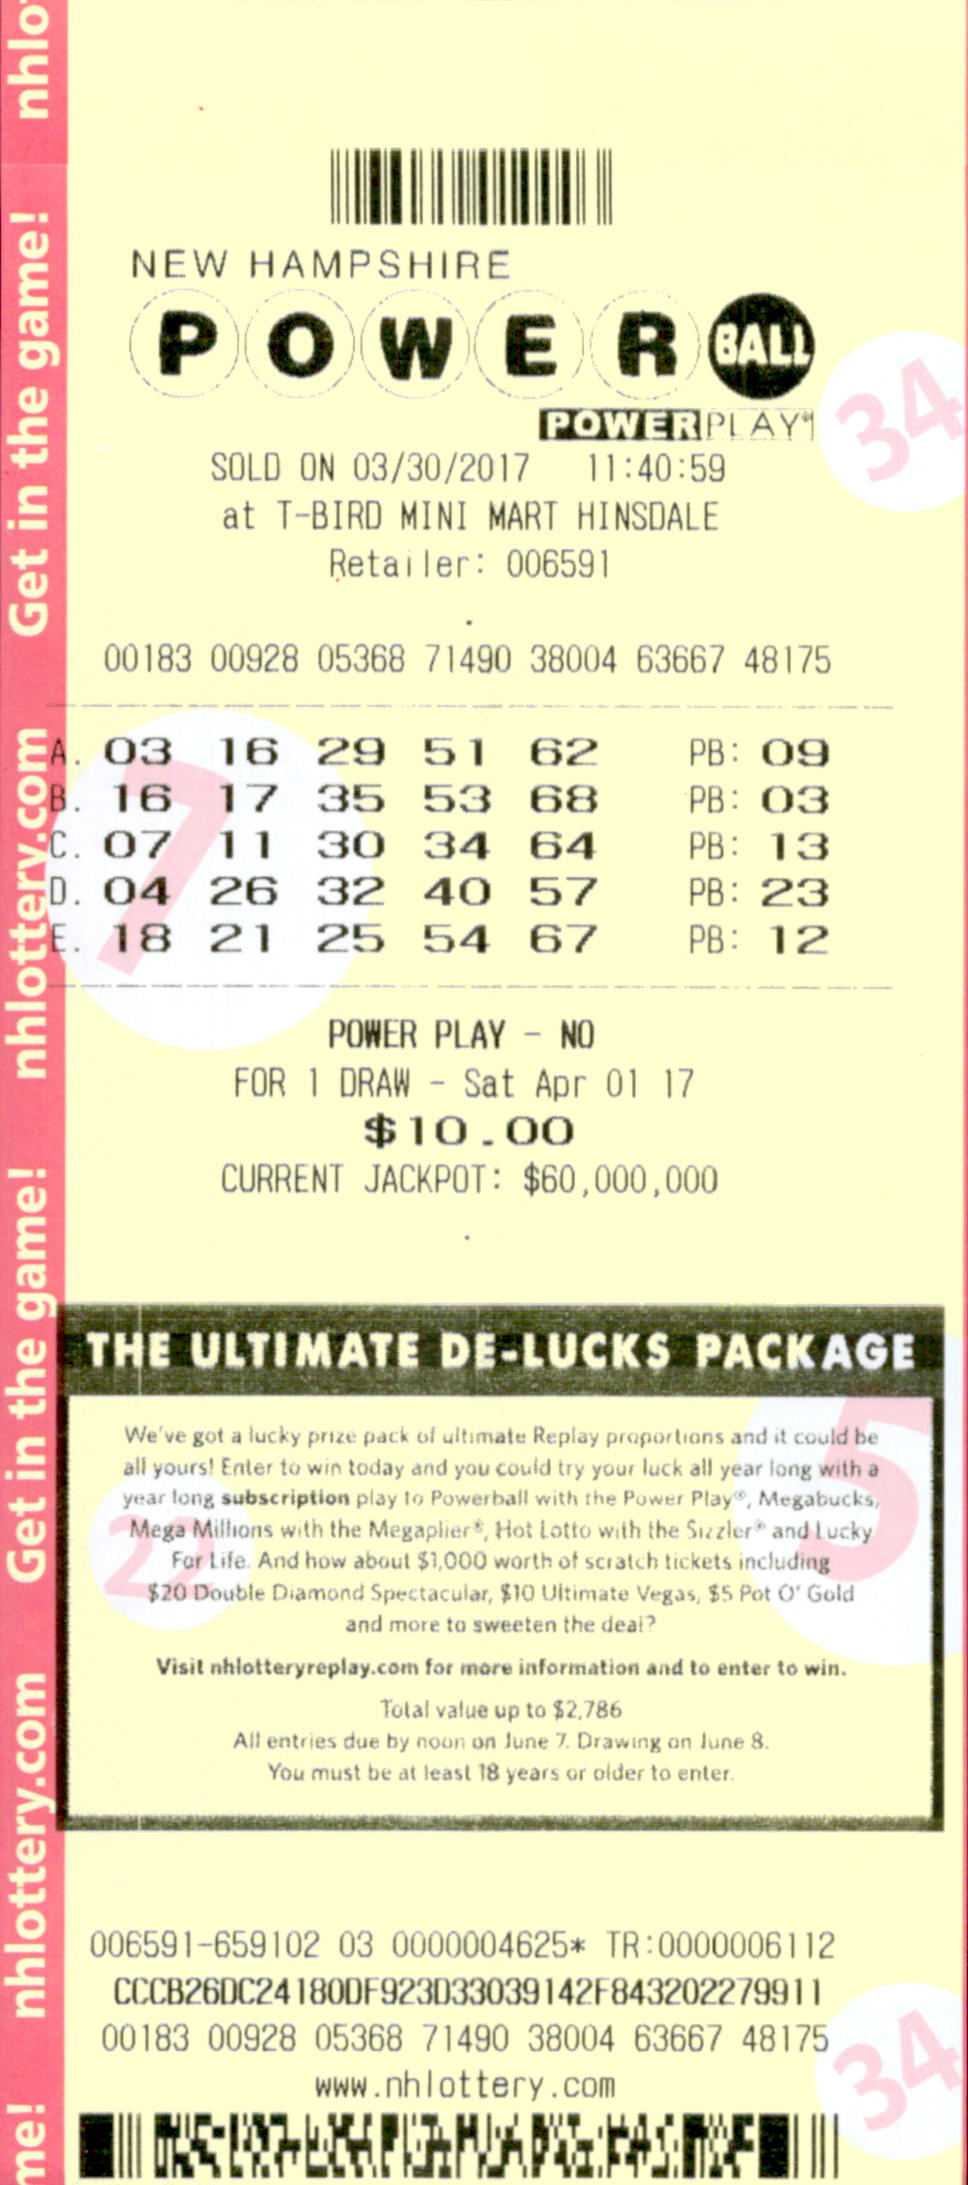 nhlottery.com Get in the game! nhlottery.com Get in the game!
NEW HAMPSHIRE
POWER BALL
POWERPLAY®
34
SOLD ON 03/30/2017 11:40:59
at T-BIRD MINI MART HINSDALE
Retailer: 006591
00183 00928 05368 71490 38004 63667 48175
7
A. 03 16 29 51 62 PB: 09
B. 16 17 35 53 68 PB: 03
C. 07 11 30 34 64 PB: 13
D. 04 26 32 40 57 PB: 23
E. 18 21 25 54 67 PB: 12
POWER PLAY - NO
FOR 1 DRAW - Sat Apr 01 17
$10.00
CURRENT JACKPOT: $60,000,000
THE ULTIMATE DE-LUCKS PACKAGE
5
We've got a lucky prize pack of ultimate Replay proportions and it could be
all yours! Enter to win today and you could try your luck all year long with a
year long subscription play to Powerball with the Power Play®, Megabucks,
Mega Millions with the Megaplier®, Hot Lotto with the Sizzler® and Lucky
For Life. And how about $1,000 worth of scratch tickets including
$20 Double Diamond Spectacular, $10 Ultimate Vegas, $5 Pot O' Gold
and more to sweeten the deal?
Visit nhlotteryreplay.com for more information and to enter to win.
Total value up to $2,786
All entries due by noon on June 7. Drawing on June 8.
You must be at least 18 years or older to enter.
006591-659102 03 0000004625* TR:0000006112
CCCB26DC24180DF923D33039142F843202279911
00183 00928 05368 71490 38004 63667 48175
www.nhlottery.com
34